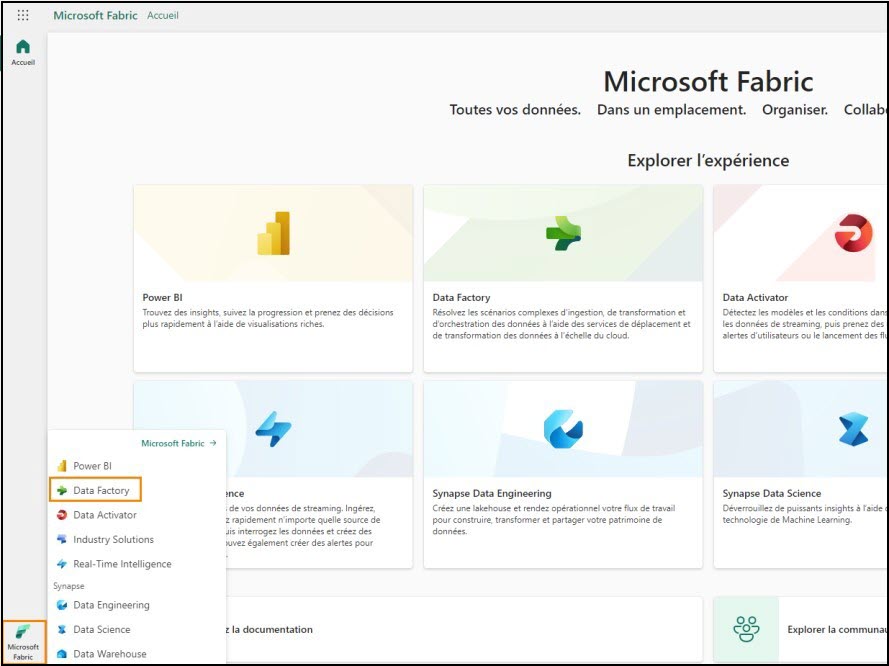 Microsoft Fabric Accueil
Accueil
Microsoft Fabric
Toutes vos données. Dans un emplacement. Organiser.
Explorer l'expérience
Power BI
Trouvez des insights, suivez la progression et prenez des décisions
plus rapidement à l'aide de visualisations riches.
Data Factory
Résolvez les scénarios complexes d'ingestion, de transformation et
d'orchestration des données à l'aide des services de déplacement et
de transformation des données à l'échelle du cloud.
Data Activator
Détectez les modèles et les conditions dans
les données de streaming, puis prenez des
alertes d'utilisateurs ou le lancement des
de vos données de streaming. Ingérez,
rapidement n'importe quelle source de
interrogez les données et créez des
également créer des alertes pour
Synapse Data Engineering
Créez une lakehouse et rendez opérationnel votre flux de travail
pour construire, transformer et partager votre patrimoine de
données.
Synapse Data Science
Déverrouillez de puissants insights à l'aide
technologie de Machine Learning.
la documentation
Explorer la
Microsoft Fabric →
Power BI
Data Factory
Data Activator
Industry Solutions
Real-Time Intelligence
Synapse
Data Engineering
Data Science
Data Warehouse
Microsoft
Fabric